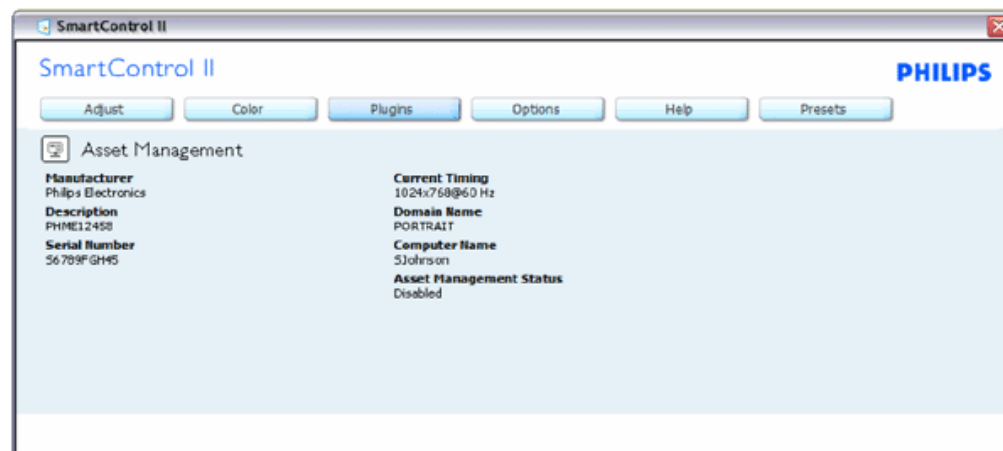 SmartControl II
SmartControl II
PHILIPS
Adjust
Color
Plugins
Options
Help
Presets
Asset Management
Manufacturer
Philips Electronics
Description
PHME12458
Serial Number
56789FGH45
Current Timing
1024x768@60 Hz
Domain Name
PORTRAIT
Computer Name
SJohnson
Asset Management Status
Disabled